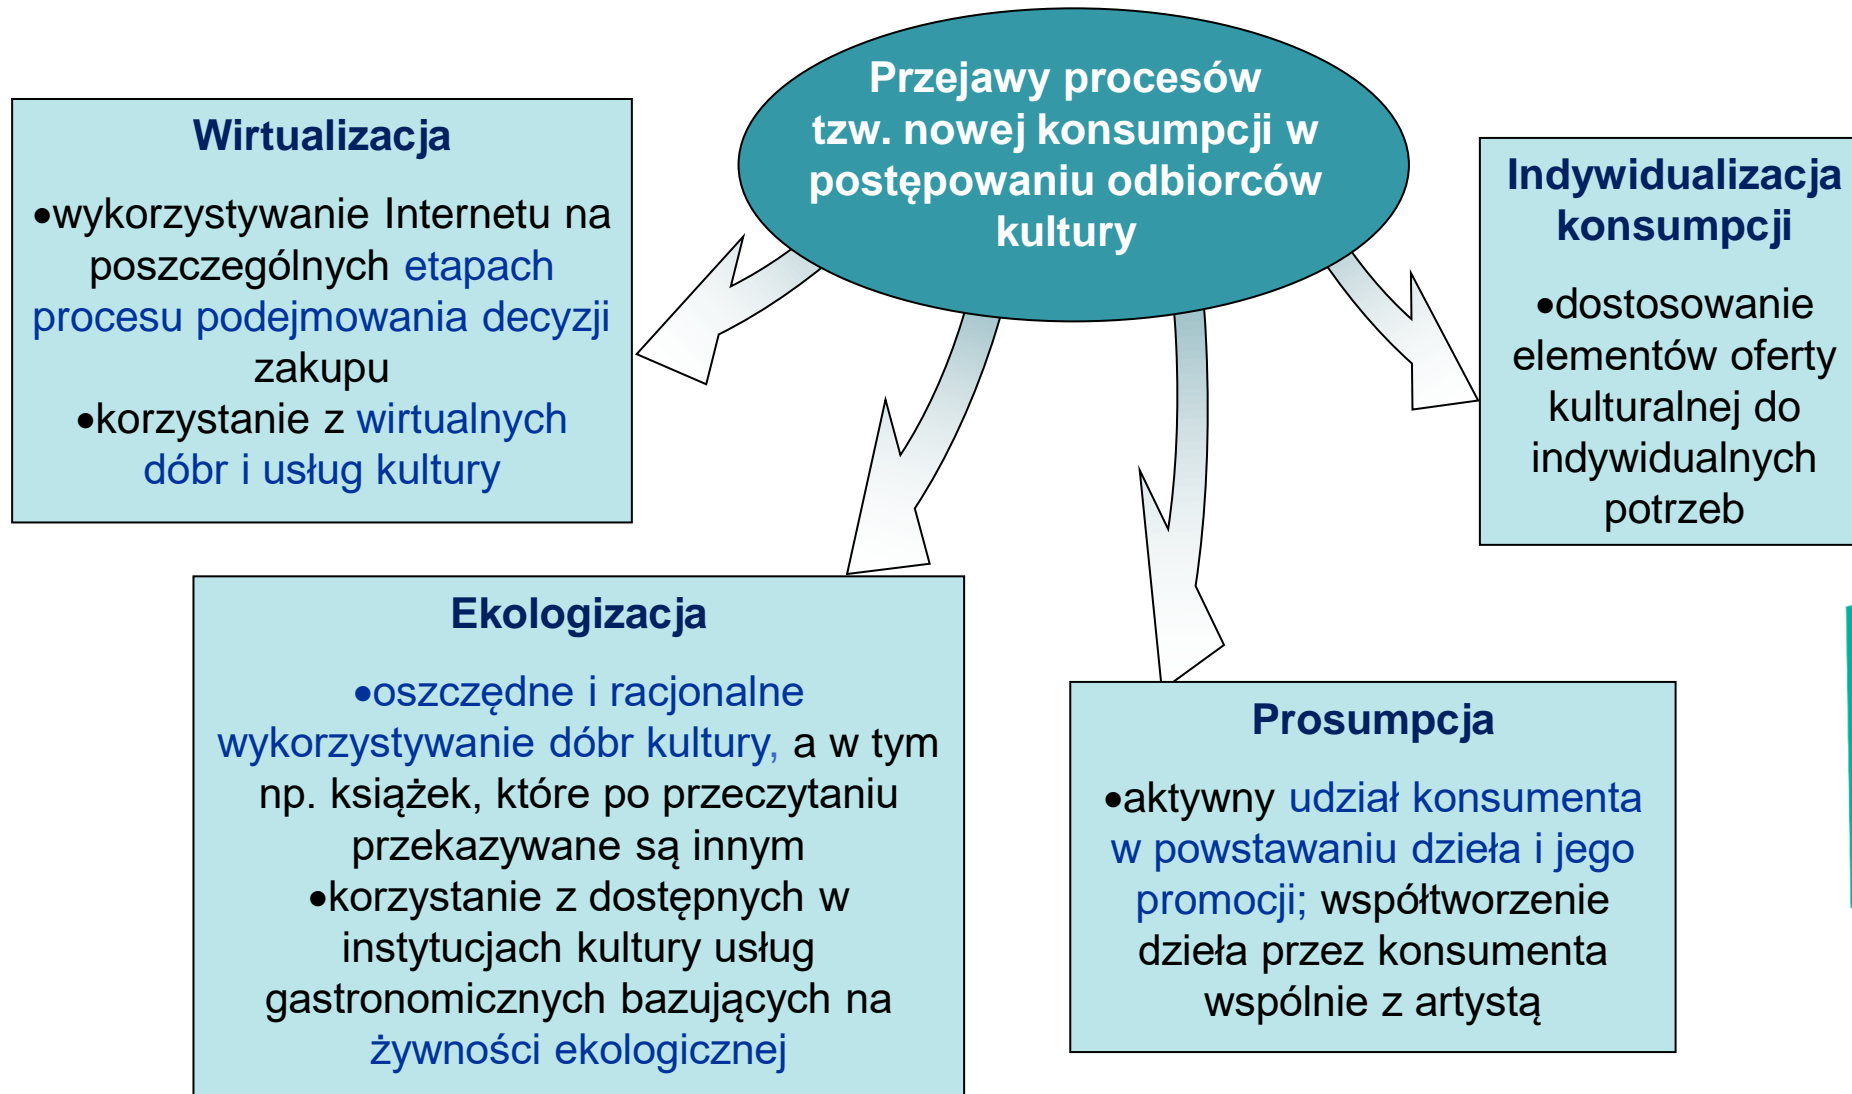 Przejawy procesów
tzw. nowej konsumpcji w
postępowaniu odbiorców
kultury
Wirtualizacja
•wykorzystywanie Internetu na
poszczególnych etapach
procesu podejmowania decyzji
zakupu
•korzystanie z wirtualnych
dóbr i usług kultury
Indywidualizacja
konsumpcji
•dostosowanie
elementów oferty
kulturalnej do
indywidualnych
potrzeb
Ekologizacja
•oszczędne i racjonalne
wykorzystywanie dóbr kultury, a w tym
np. książek, które po przeczytaniu
przekazywane są innym
•korzystanie z dostępnych w
instytucjach kultury usług
gastronomicznych bazujących na
żywności ekologicznej
Prosumpcja
•aktywny udział konsumenta
w powstawaniu dzieła i jego
promocji; współtworzenie
dzieła przez konsumenta
wspólnie z artystą